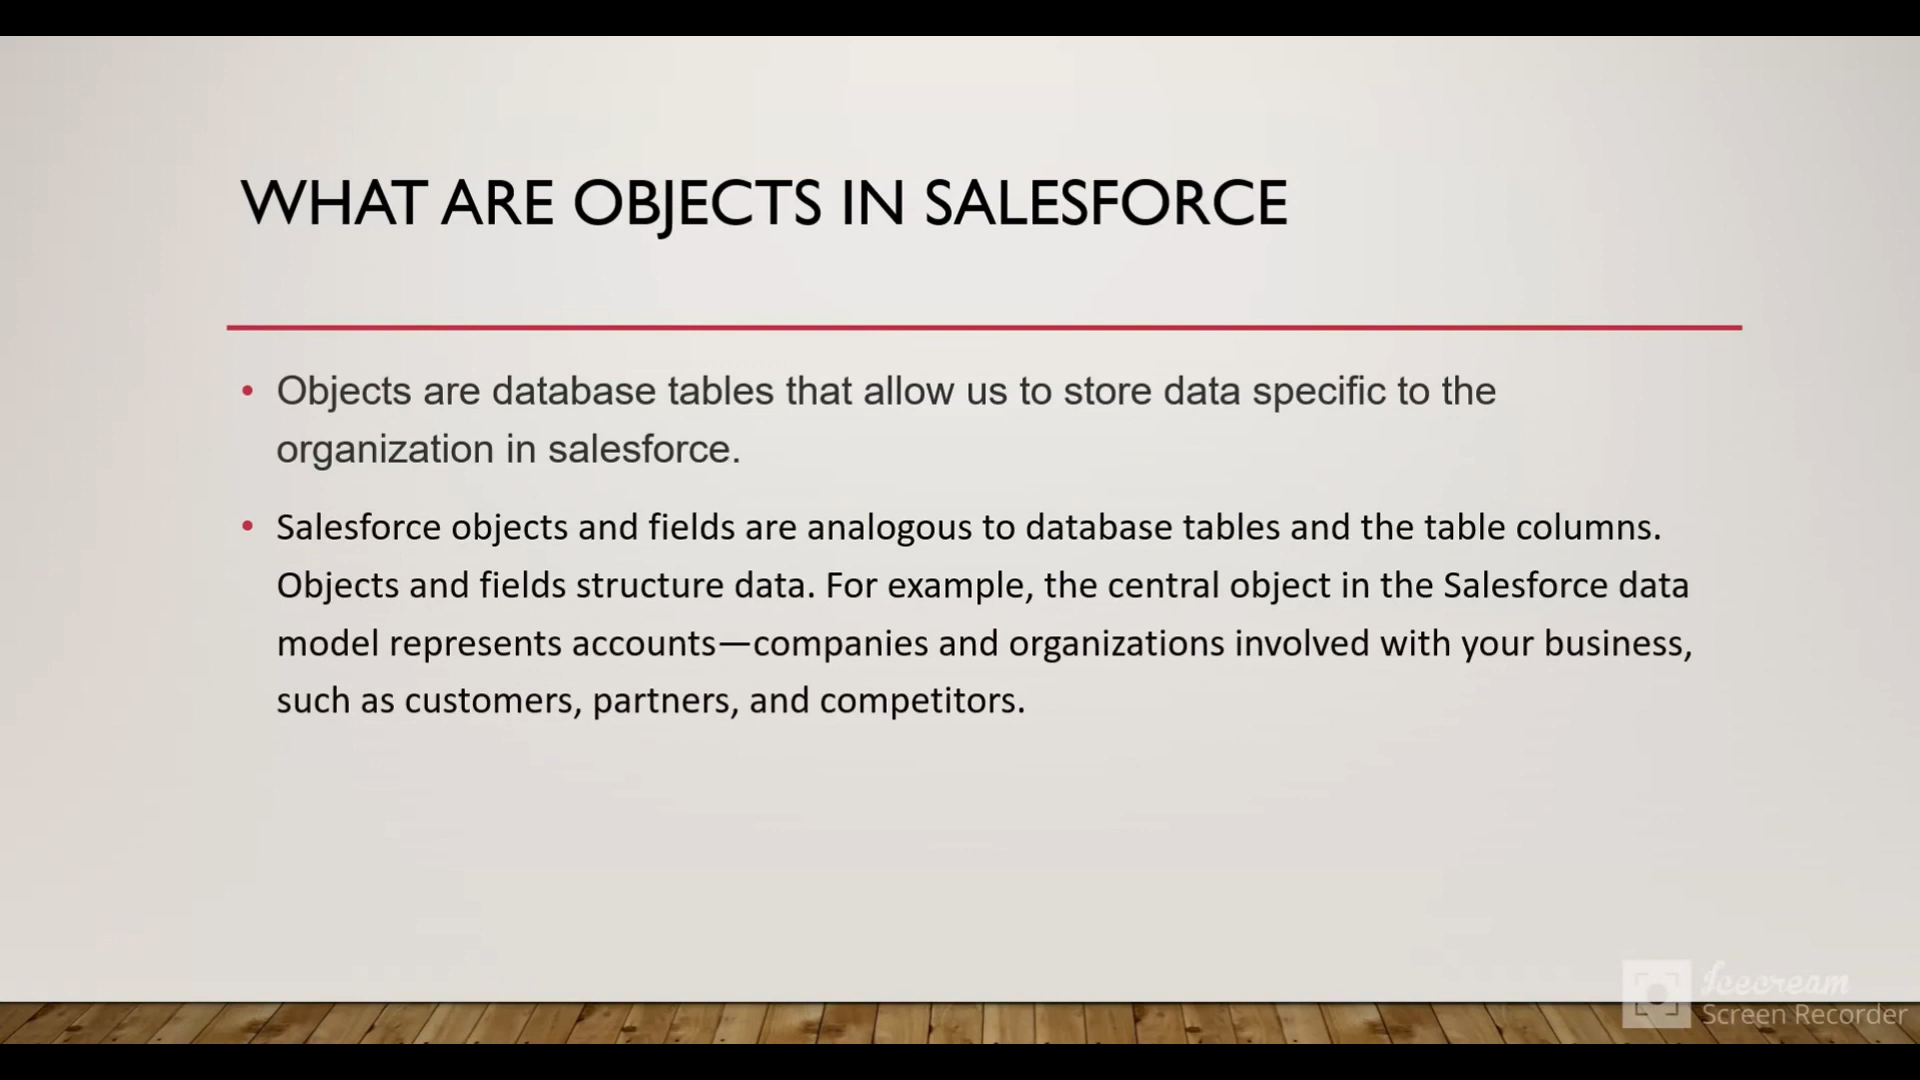 WHAT ARE OBJECTS IN SALESFORCE
• Objects are database tables that allow us to store data specific to the
organization in salesforce.
• Salesforce objects and fields are analogous to database tables and the table columns.
Objects and fields structure data. For example, the central object in the Salesforce data
model represents accounts—companies and organizations involved with your business,
such as customers, partners, and competitors.
Icecream
Screen Recorder